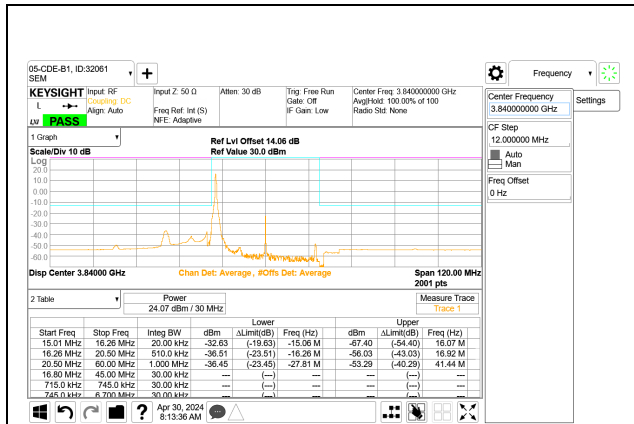 05-CDE-B1, ID:32061
SEM
Frequency
KEYSIGHT
L
LXI
PASS
Input: RF
Coupling: DC
Align: Auto
Input Z: 50 Ω
Freq Ref: Int (S)
NFE: Adaptive
Atten: 30 dB
Trig: Free Run
Gate: Off
IF Gain: Low
Center Freq: 3.840000000 GHz
Avg|Hold: 100.00% of 100
Radio Std: None
Center Frequency
3.840000000 GHz
Settings
CF Step
12.000000 MHz
Auto
Man
Freq Offset
0 Hz
1 Graph
Scale/Div 10 dB
Ref Lvl Offset 14.06 dB
Ref Value 30.0 dBm
Log
20.0
10.0
0.00
-10.0
-20.0
-30.0
-40.0
-50.0
-60.0
Disp Center 3.84000 GHz
Chan Det: Average, #Offs Det: Average
Span 120.00 MHz
2001 pts
2 Table
Power
24.07 dBm / 30 MHz
Measure Trace
Trace 1
Lower Upper
Start Freq Stop Freq Integ BW dBm ΔLimit(dB) Freq (Hz) dBm ΔLimit(dB) Freq (Hz)
15.01 MHz 16.26 MHz 20.00 kHz -32.63 (-19.63) -15.06 M -67.40 (-54.40) 16.07 M
16.26 MHz 20.50 MHz 510.0 kHz -36.51 (-23.51) -16.26 M -56.03 (-43.03) 16.92 M
20.50 MHz 60.00 MHz 1.000 MHz -36.45 (-23.45) -27.81 M -53.29 (-40.29) 41.44 M
16.80 MHz 45.00 MHz 30.00 kHz --- (---) --- --- (---) ---
715.0 kHz 745.0 kHz 30.00 kHz --- (---) --- --- (---) ---
745.0 kHz 6.700 MHz 30.00 kHz --- (---) --- --- (---) ---
?
Apr 30, 2024
8:13:36 AM